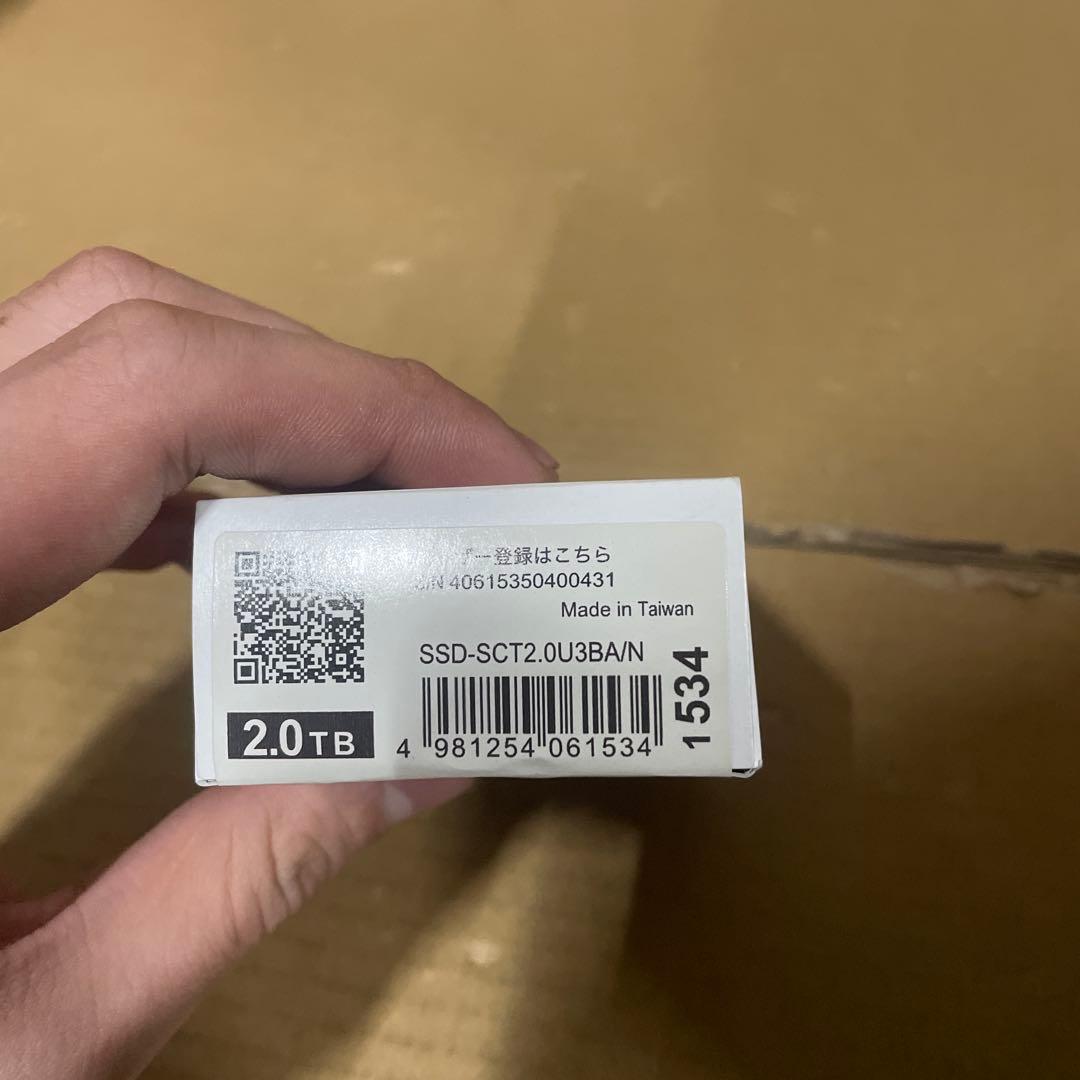 ザー登録はこちら
S/N 40615350400431
Made in Taiwan
SSD-SCT2.0U3BA/N
2.0TB
4 981254 061534
1534